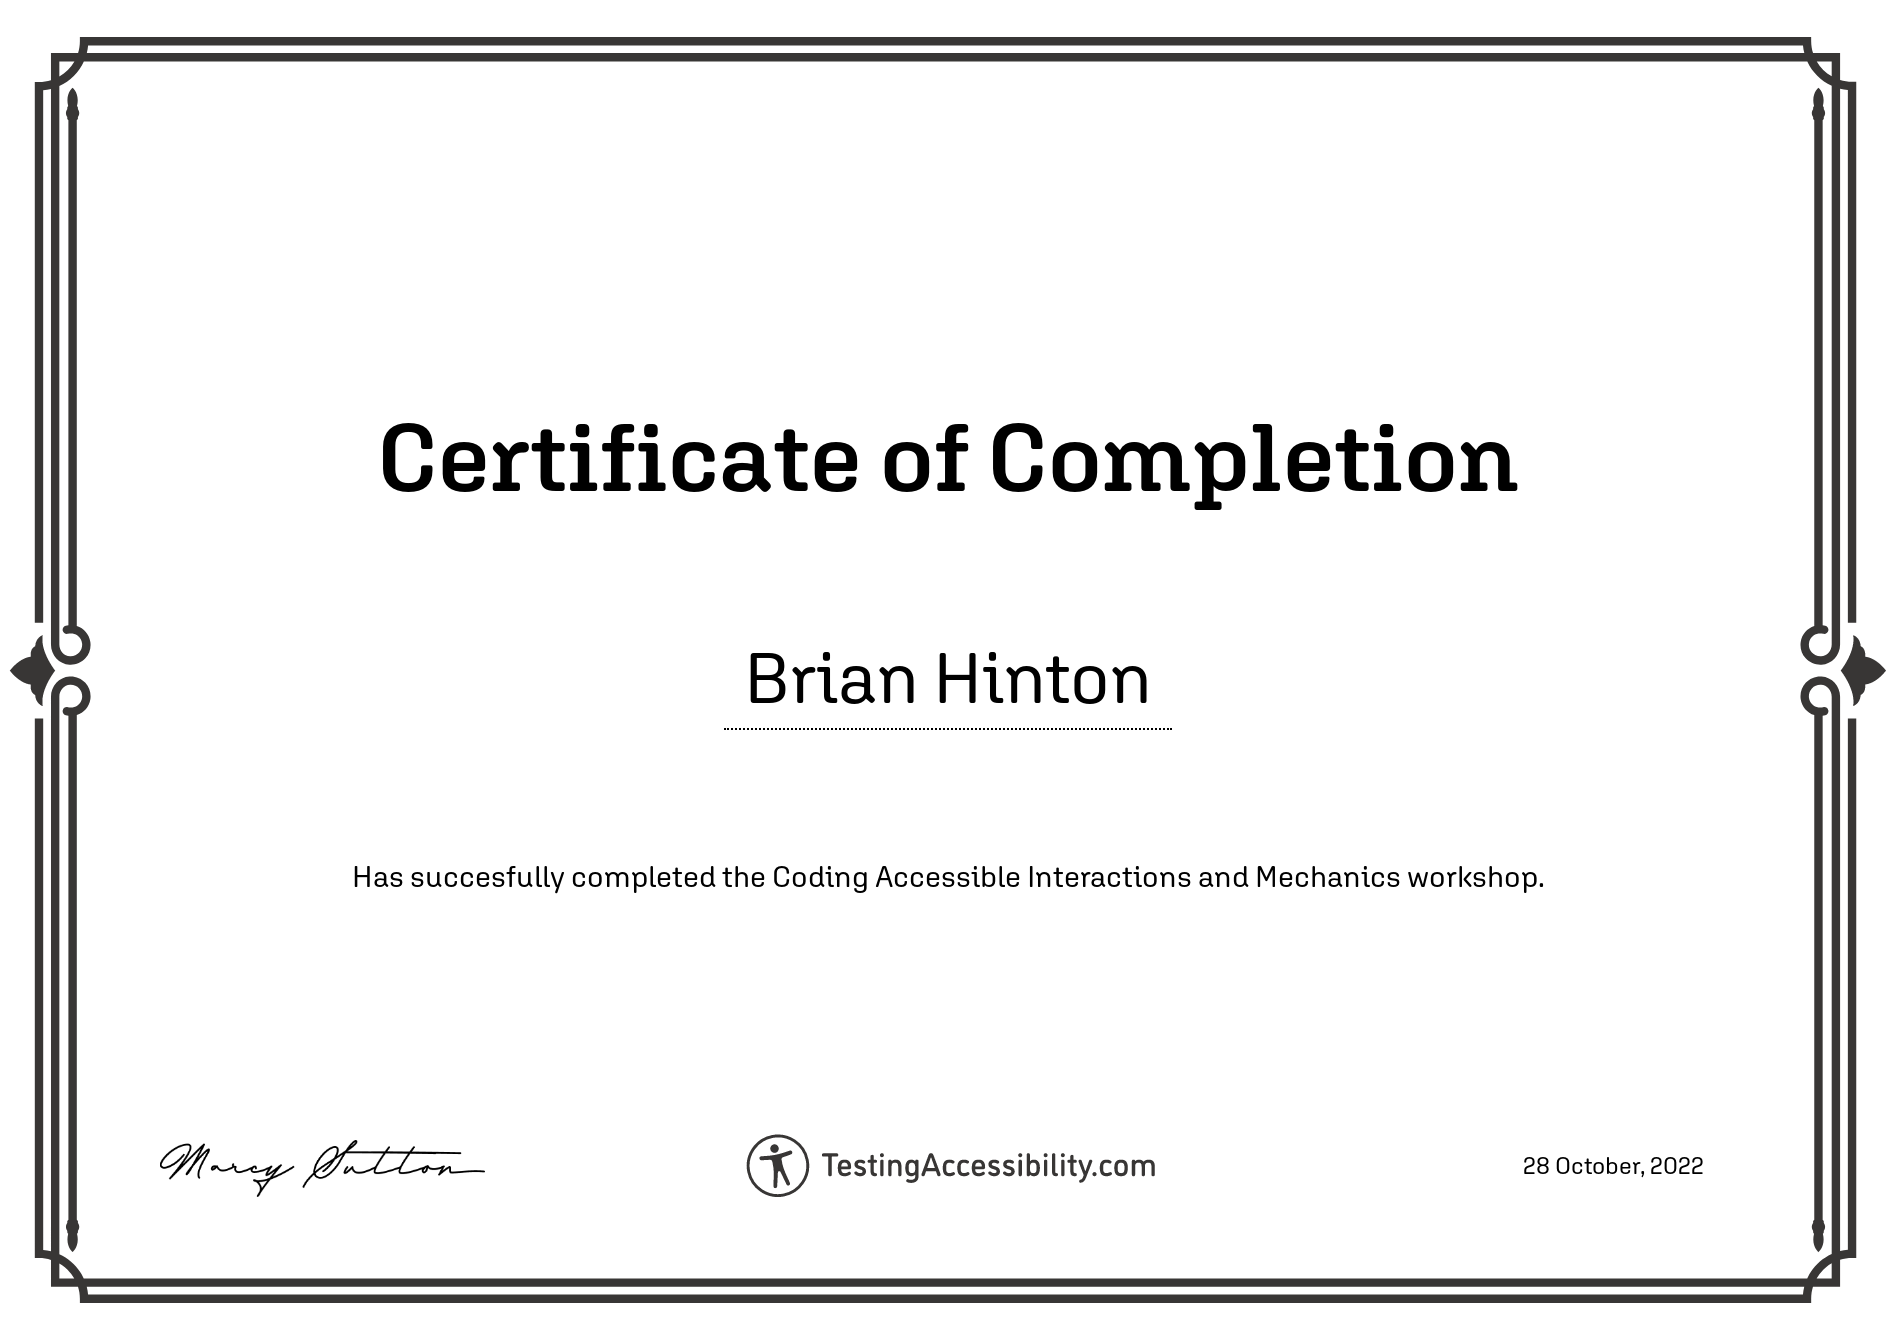 Certificate of Completion
Brian Hinton
Has succesfully completed the Coding Accessible Interactions and Mechanics workshop.
Marcy Sutton
TestingAccessibility.com
28 October, 2022